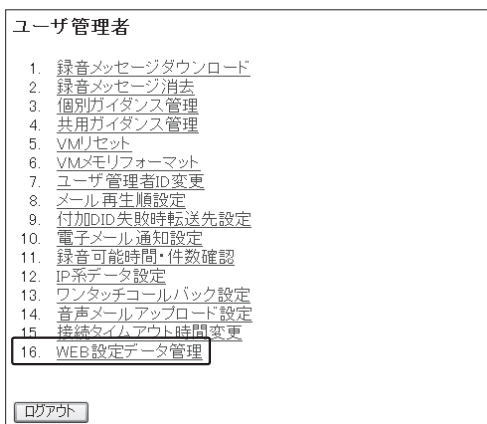 ユーザ管理者
1. 録音メッセージダウンロード
2. 録音メッセージ消去
3. 個別ガイダンス管理
4. 共用ガイダンス管理
5. VMリセット
6. VMメモリフォーマット
7. ユーザ管理者ID変更
8. メール再生順設定
9. 付加DID失敗時転送先設定
10. 電子メール通知設定
11. 録音可能時間・件数確認
12. IP系データ設定
13. ワンタッチコールバック設定
14. 音声メールアップロード設定
15. 接続タイムアウト時間変更
16. WEB設定データ管理
ログアウト